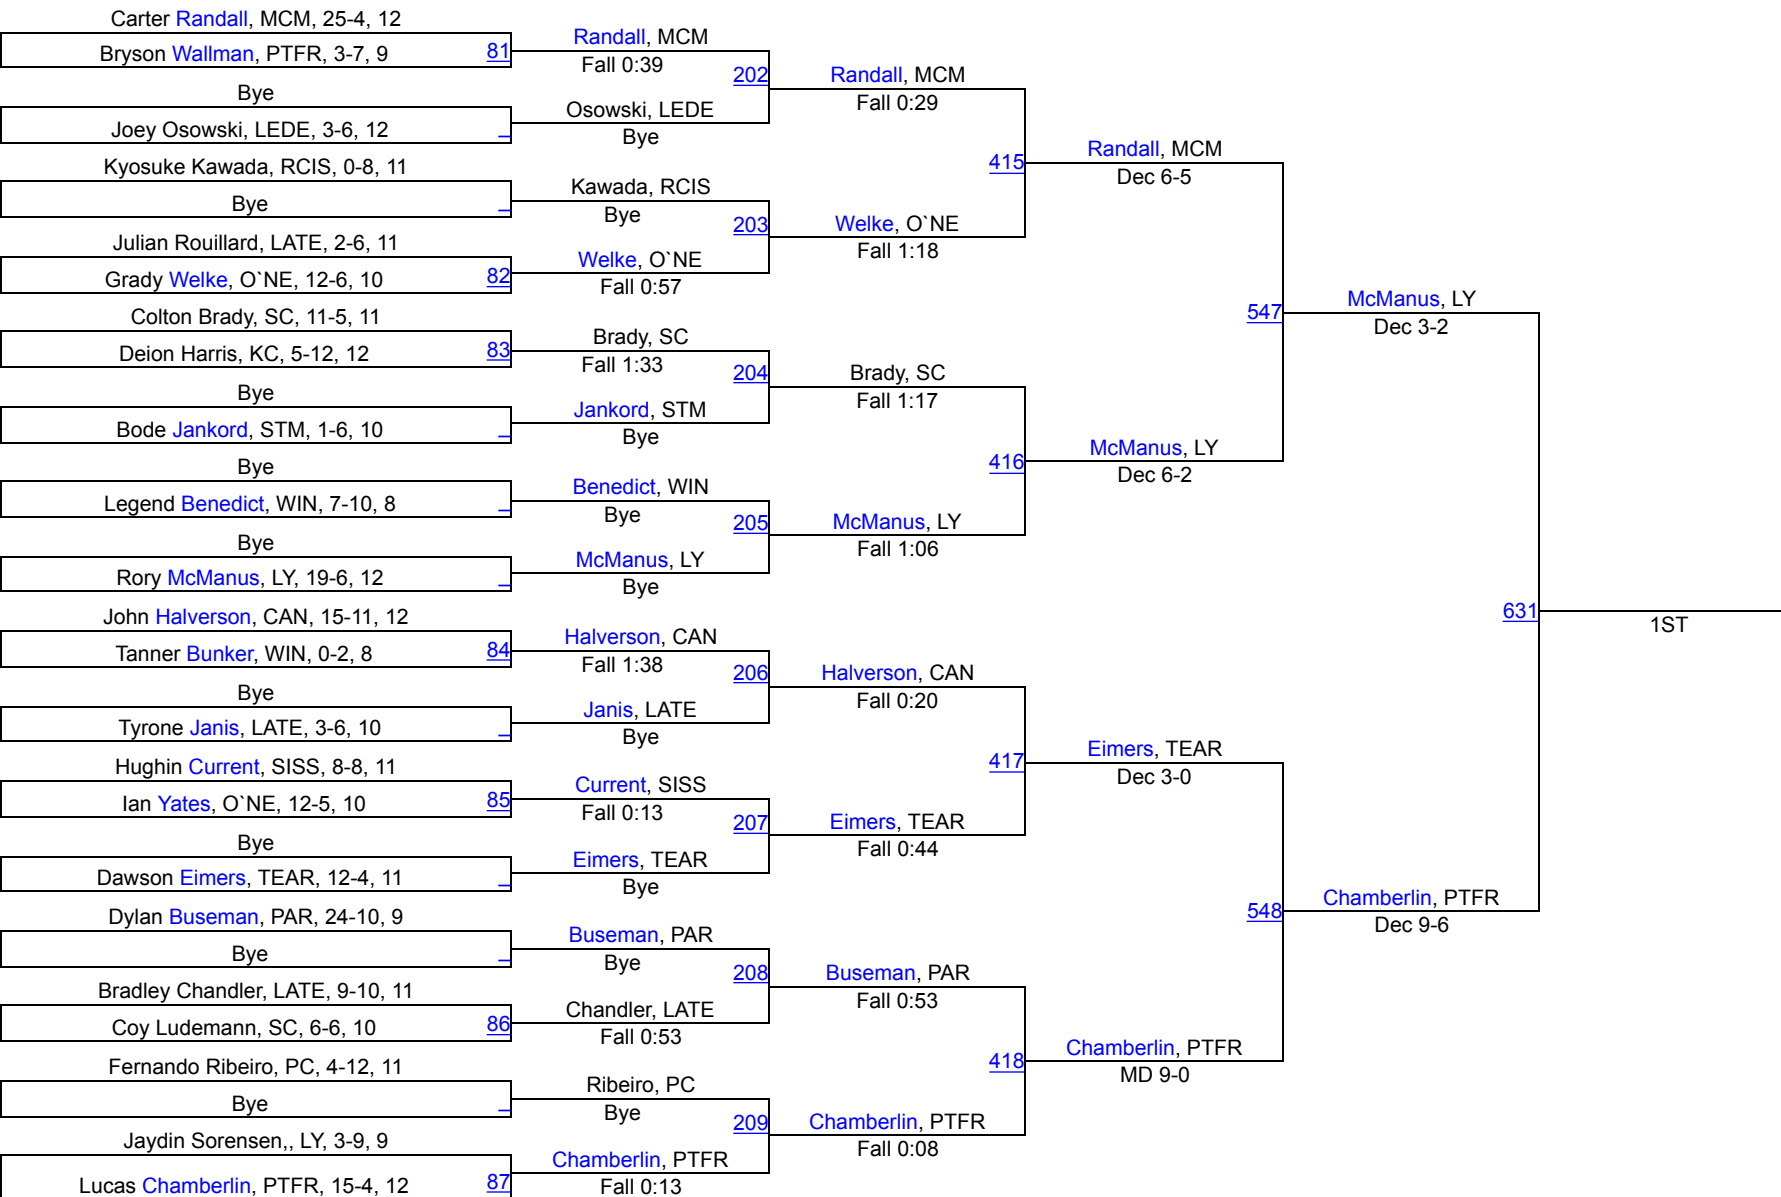 Carter Randall, MCM, 25-4, 12
Bryson Wallman, PTFR, 3-7, 9
81
Bye
Joey Osowski, LEDE, 3-6, 12
Kyosuke Kawada, RCIS, 0-8, 11
Bye
Julian Rouillard, LATE, 2-6, 11
Grady Welke, O`NE, 12-6, 10
82
Colton Brady, SC, 11-5, 11
Deion Harris, KC, 5-12, 12
83
Bye
Bode Jankord, STM, 1-6, 10
Bye
Legend Benedict, WIN, 7-10, 8
Bye
Rory McManus, LY, 19-6, 12
John Halverson, CAN, 15-11, 12
Tanner Bunker, WIN, 0-2, 8
84
Bye
Tyrone Janis, LATE, 3-6, 10
Hughin Current, SISS, 8-8, 11
Ian Yates, O`NE, 12-5, 10
85
Bye
Dawson Eimers, TEAR, 12-4, 11
Dylan Buseman, PAR, 24-10, 9
Bye
Bradley Chandler, LATE, 9-10, 11
Coy Ludemann, SC, 6-6, 10
86
Fernando Ribeiro, PC, 4-12, 11
Bye
Jaydin Sorensen,, LY, 3-9, 9
Lucas Chamberlin, PTFR, 15-4, 12
87
Randall, MCM
Fall 0:39
202
Osowski, LEDE
Bye
Kawada, RCIS
Bye
203
Welke, O`NE
Fall 0:57
Brady, SC
Fall 1:33
204
Jankord, STM
Bye
Benedict, WIN
Bye
205
McManus, LY
Bye
Halverson, CAN
Fall 1:38
206
Janis, LATE
Bye
Current, SISS
Fall 0:13
207
Eimers, TEAR
Bye
Buseman, PAR
Bye
208
Chandler, LATE
Fall 0:53
Ribeiro, PC
Bye
209
Chamberlin, PTFR
Fall 0:13
Randall, MCM
Fall 0:29
415
Welke, O`NE
Fall 1:18
Brady, SC
Fall 1:17
416
McManus, LY
Fall 1:06
Halverson, CAN
Fall 0:20
417
Eimers, TEAR
Fall 0:44
Buseman, PAR
Fall 0:53
418
Chamberlin, PTFR
Fall 0:08
Randall, MCM
Dec 6-5
547
McManus, LY
Dec 6-2
Eimers, TEAR
Dec 3-0
548
Chamberlin, PTFR
MD 9-0
McManus, LY
Dec 3-2
631
Chamberlin, PTFR
Dec 9-6
1ST